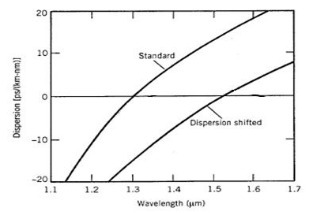 20
Standard
10
0
Dispersion [ps/(km-nm)]
Dispersion shifted
-10
-20
1.1 1.2 1.3 1.4 1.5 1.6 1.7
Wavelength (μm)